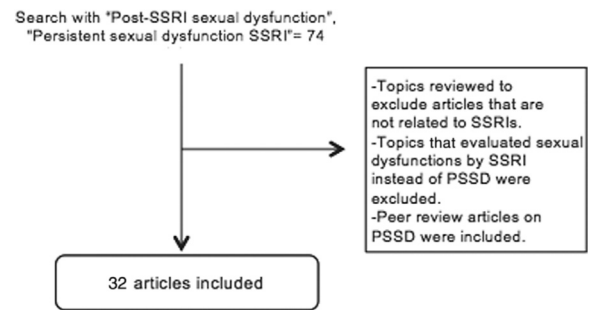 Search with "Post-SSRI sexual dysfunction",
"Persistent sexual dysfunction SSRI"= 74
-Topics reviewed to
exclude articles that are
not related to SSRIs.
-Topics that evaluated sexual
dysfunctions by SSRI
instead of PSSD were
excluded.
-Peer review articles on
PSSD were included.
32 articles included